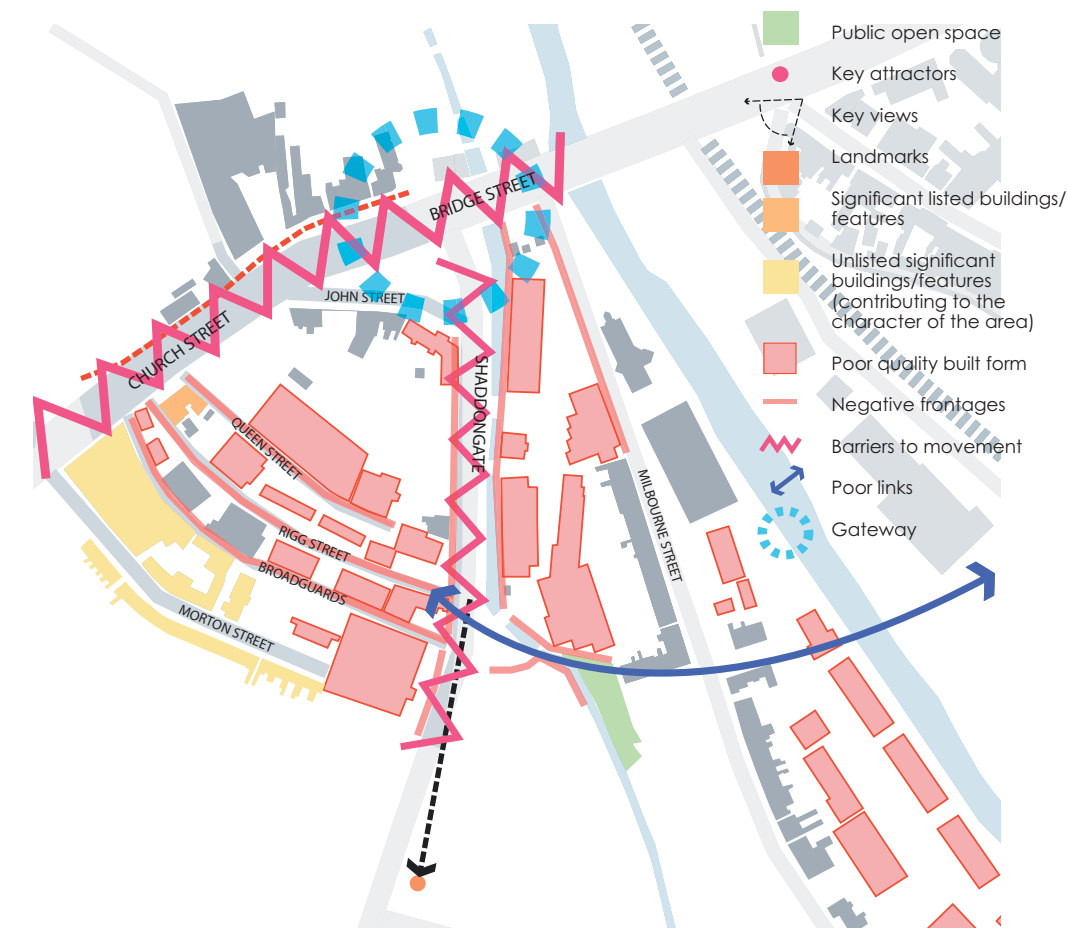 Public open space
Key attractors
Key views
Landmarks
Significant listed buildings/
features
Unlisted significant
buildings/features
(contributing to the
character of the area)
Poor quality built form
Negative frontages
Barriers to movement
Poor links
Gateway
BRIDGE STREET
JOHN STREET
CHURCH STREET
SHADDONGATE
QUEEN STREET
MILBOURNE STREET
RIGG STREET
BROADGUARDS
MORTON STREET